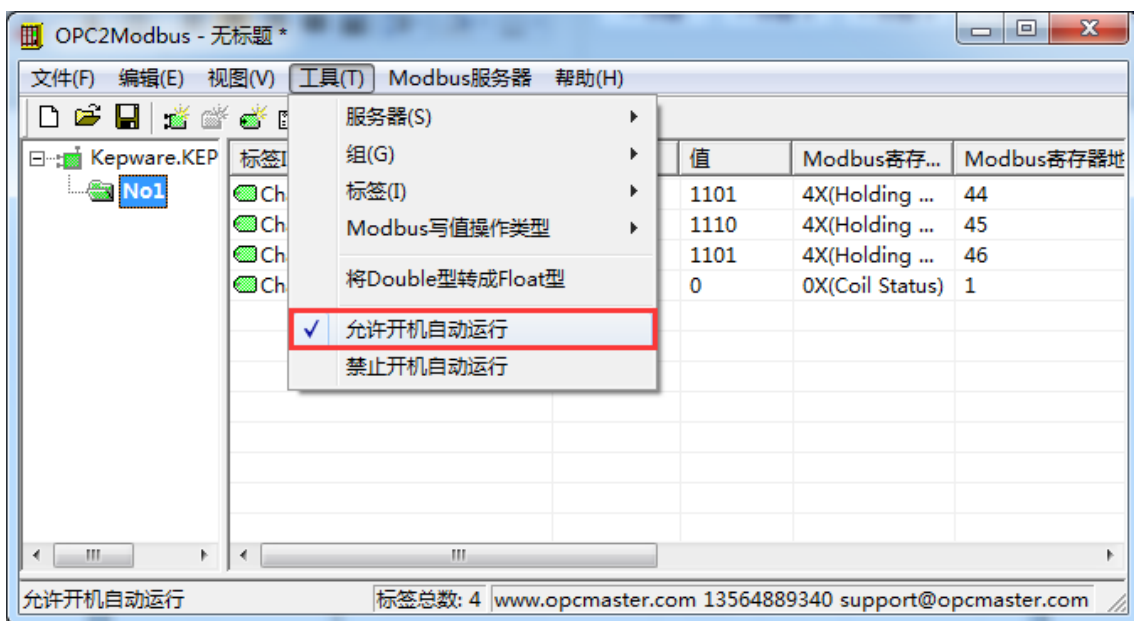 OPC2Modbus - 无标题 *
文件(F) 编辑(E) 视图(V) 工具(T) Modbus服务器 帮助(H)
服务器(S)
组(G)
标签(I)
Modbus写值操作类型
将Double型转成Float型
允许开机自动运行
禁止开机自动运行
Kepware.KEP
No1
标签I 值 Modbus寄存... Modbus寄存器地
Ch 1101 4X(Holding ... 44
Ch 1110 4X(Holding ... 45
Ch 1101 4X(Holding ... 46
Ch 0 0X(Coil Status) 1
允许开机自动运行 标签总数: 4 www.opcmaster.com 13564889340 support@opcmaster.com